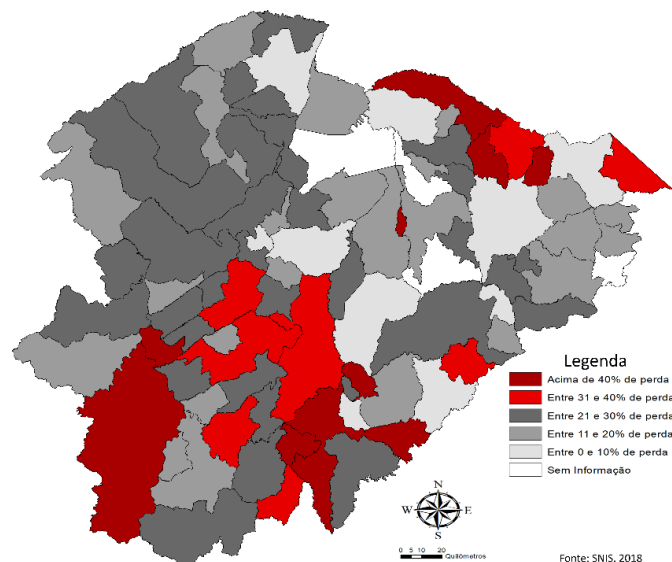 Legenda
Acima de 40% de perda
Entre 31 e 40% de perda
Entre 21 e 30% de perda
Entre 11 e 20% de perda
Entre 0 e 10% de perda
Sem Informação
N
W E
S
0 5 10 20
Quilômetros
Fonte: SNIS, 2018